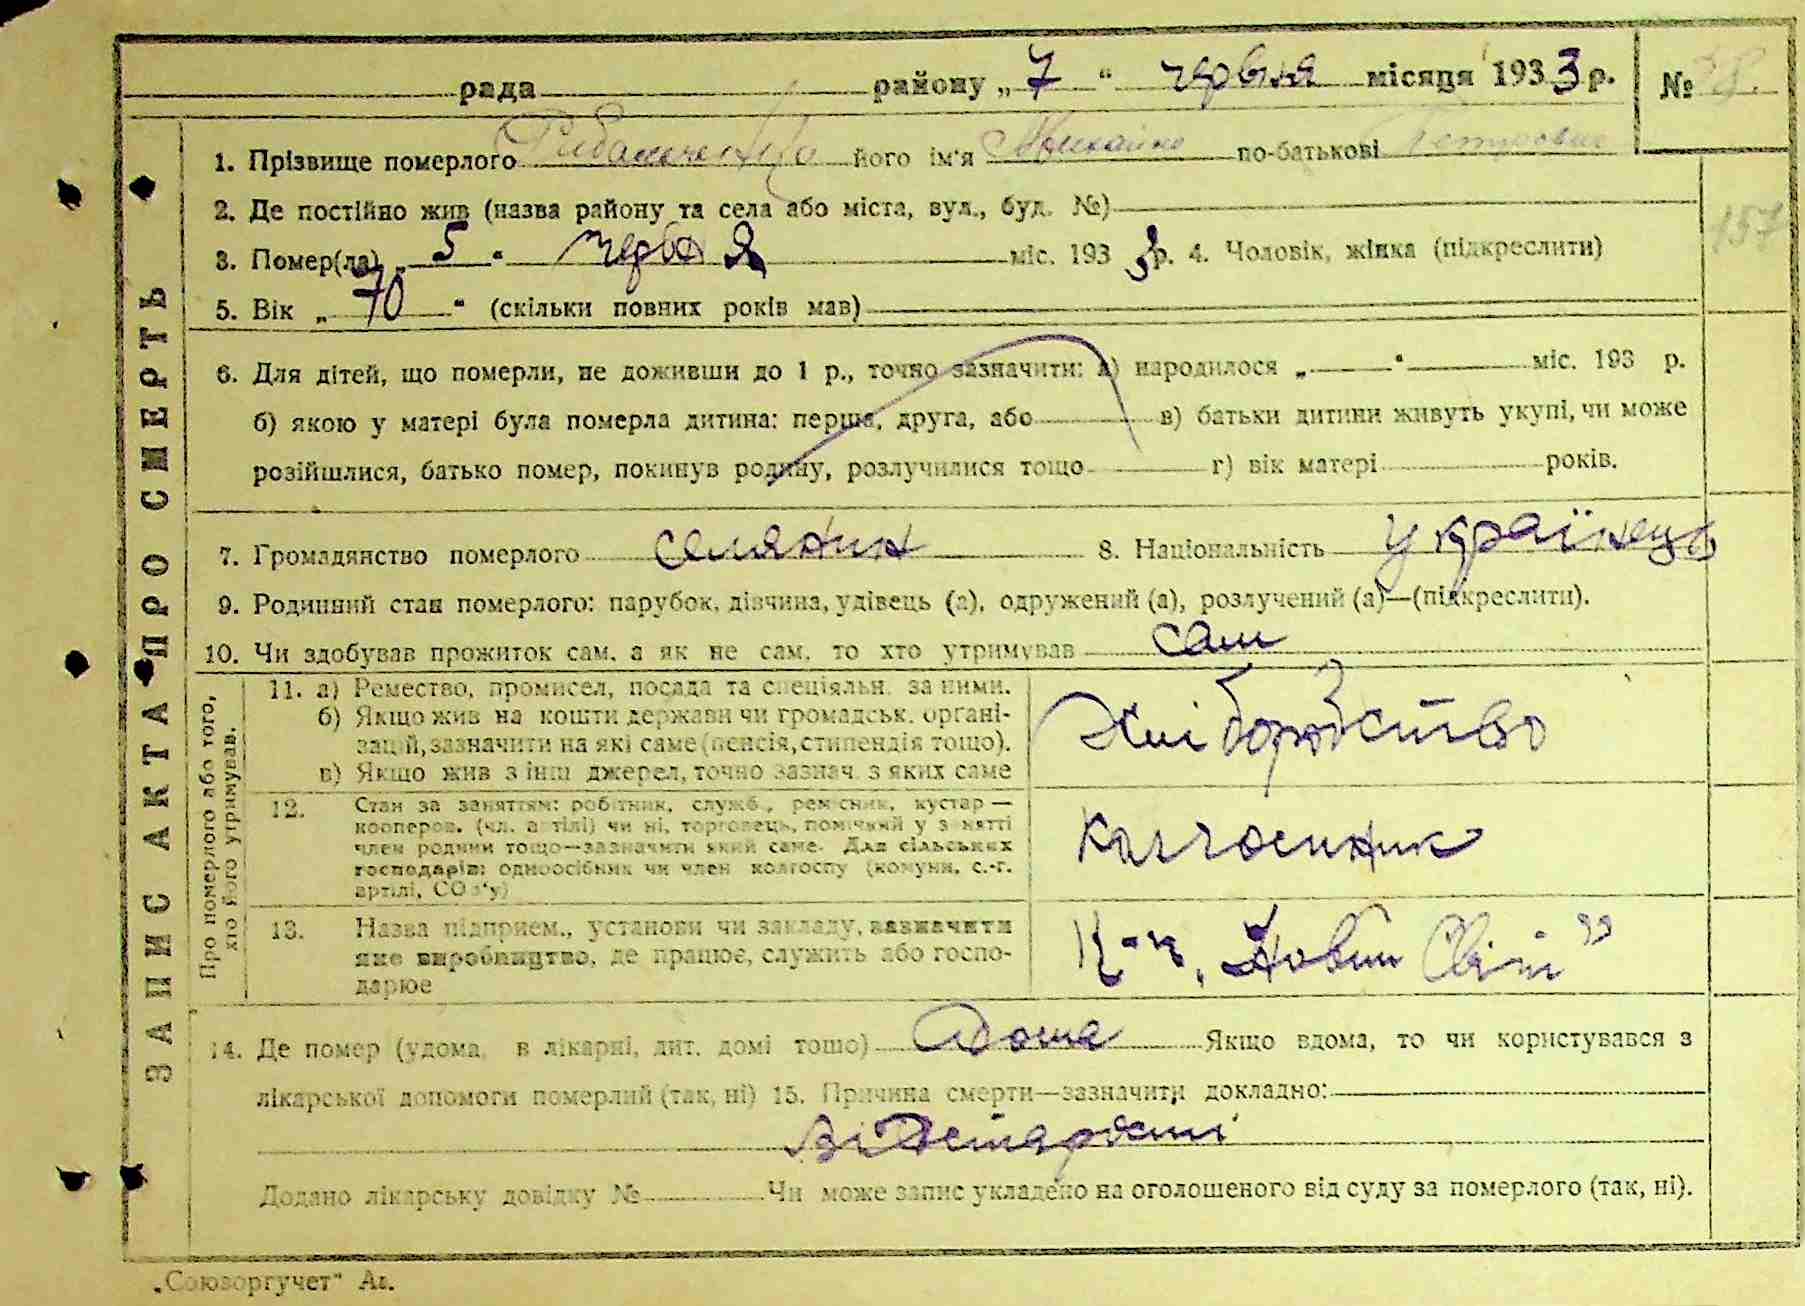 рада району „ 7 “ червня місяця 1933 р. №
1. Прізвище померлого його ім'я Михайло по-батькові Петрович
157
2. Де постійно жив (назва району та села або міста, вул., буд. №)
3. Помер(ла) „ 5 “ червня міс. 1933 р. 4. Чоловік, жінка (підкреслити)
5. Вік „ 70 “ (скільки повних років мав)
6. Для дітей, що померли, не доживши до 1 р., точно зазначити: а) народилося „ “ міс. 193 р.
б) якою у матері була померла дитина: перша, друга, або в) батьки дитини живуть укупі, чи може
розійшлися, батько помер, покинув родину, розлучилися тощо г) вік матері років.
7. Громадянство померлого селянин 8. Національність українець
9. Родинний стан померлого: парубок, дівчина, удівець (а), одружений (а), розлучений (а)—(підкреслити).
10. Чи здобував прожиток сам, а як не сам, то хто утримував сам
ЗАПИС АКТА ПРО СМЕРТЬ
Про померлого або того,
хто його утримував.
11. а) Ремество, промисел, посада та спеціяльн. за ними.
б) Якщо жив на кошти держави чи громадськ. органі-
зацій, зазначити на які саме (пенсія, стипендія тощо).
в) Якщо жив з інш джерел, точно зазнач. з яких саме
Хліборобство
12. Стан за заняттям: робітник, служб., ремісник, кустар —
кооперов. (чл. артілі) чи ні, торговець, помічний у занятті
член родини тощо—зазначити який саме. Для сільських
господарів: одноосібник чи член колгоспу (комуни, с.-г.
артілі, СОЗ'у)
колгоспник
13. Назва підприєм., установи чи закладу, зазначити
яке виробництво, де працює, служить або госпо-
дарює
„Новий Світ”
14. Де помер (удома, в лікарні, дит. домі тощо) Дома Якщо вдома, то чи користувався з
лікарської допомоги померлий (так, ні) 15. Причина смерти—зазначити докладно:
Від старості
Додано лікарську довідку № Чи може запис укладено на оголошеного від суду за померлого (так, ні).
„Союзоргучет“